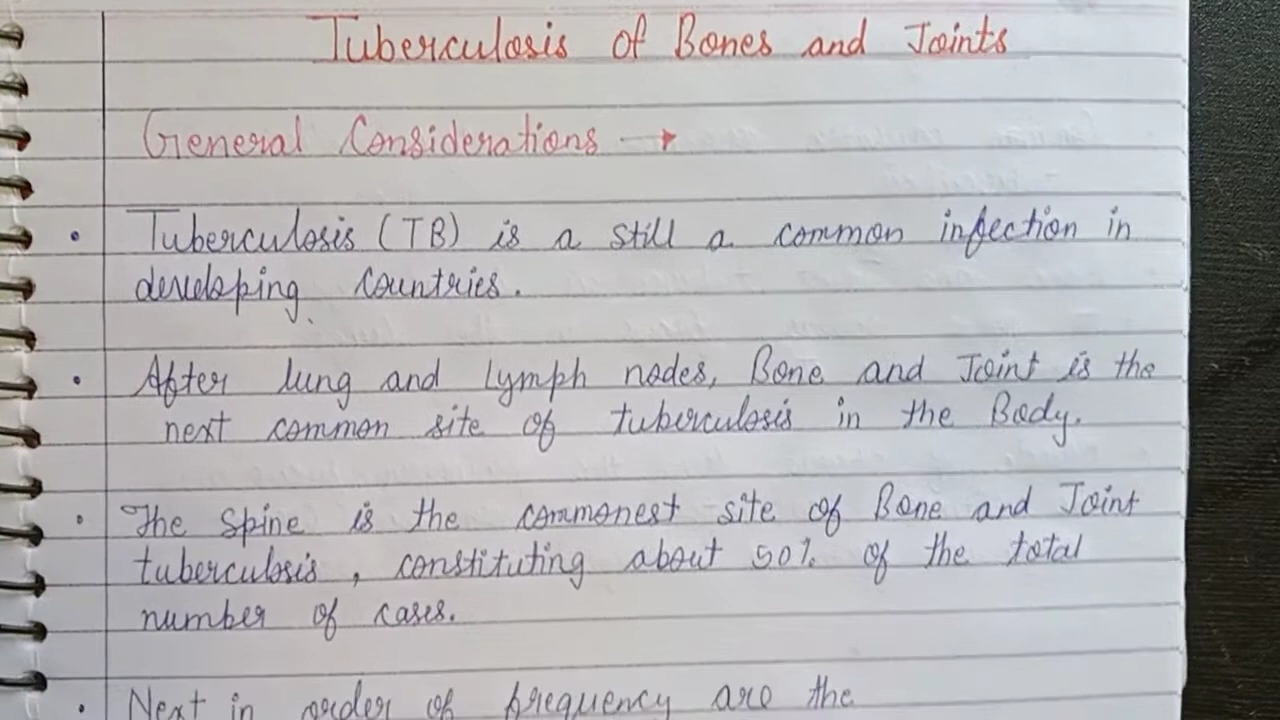 Tuberculosis of Bones and Joints
General Considerations →
• Tuberculosis (TB) is a still a common infection in
developing countries.
• After lung and lymph nodes, Bone and Joint is the
next common site of tuberculosis in the Body.
• The Spine is the commonest site of Bone and Joint
tuberculosis, constituting about 50% of the total
number of cases.
• Next in order of frequency are the